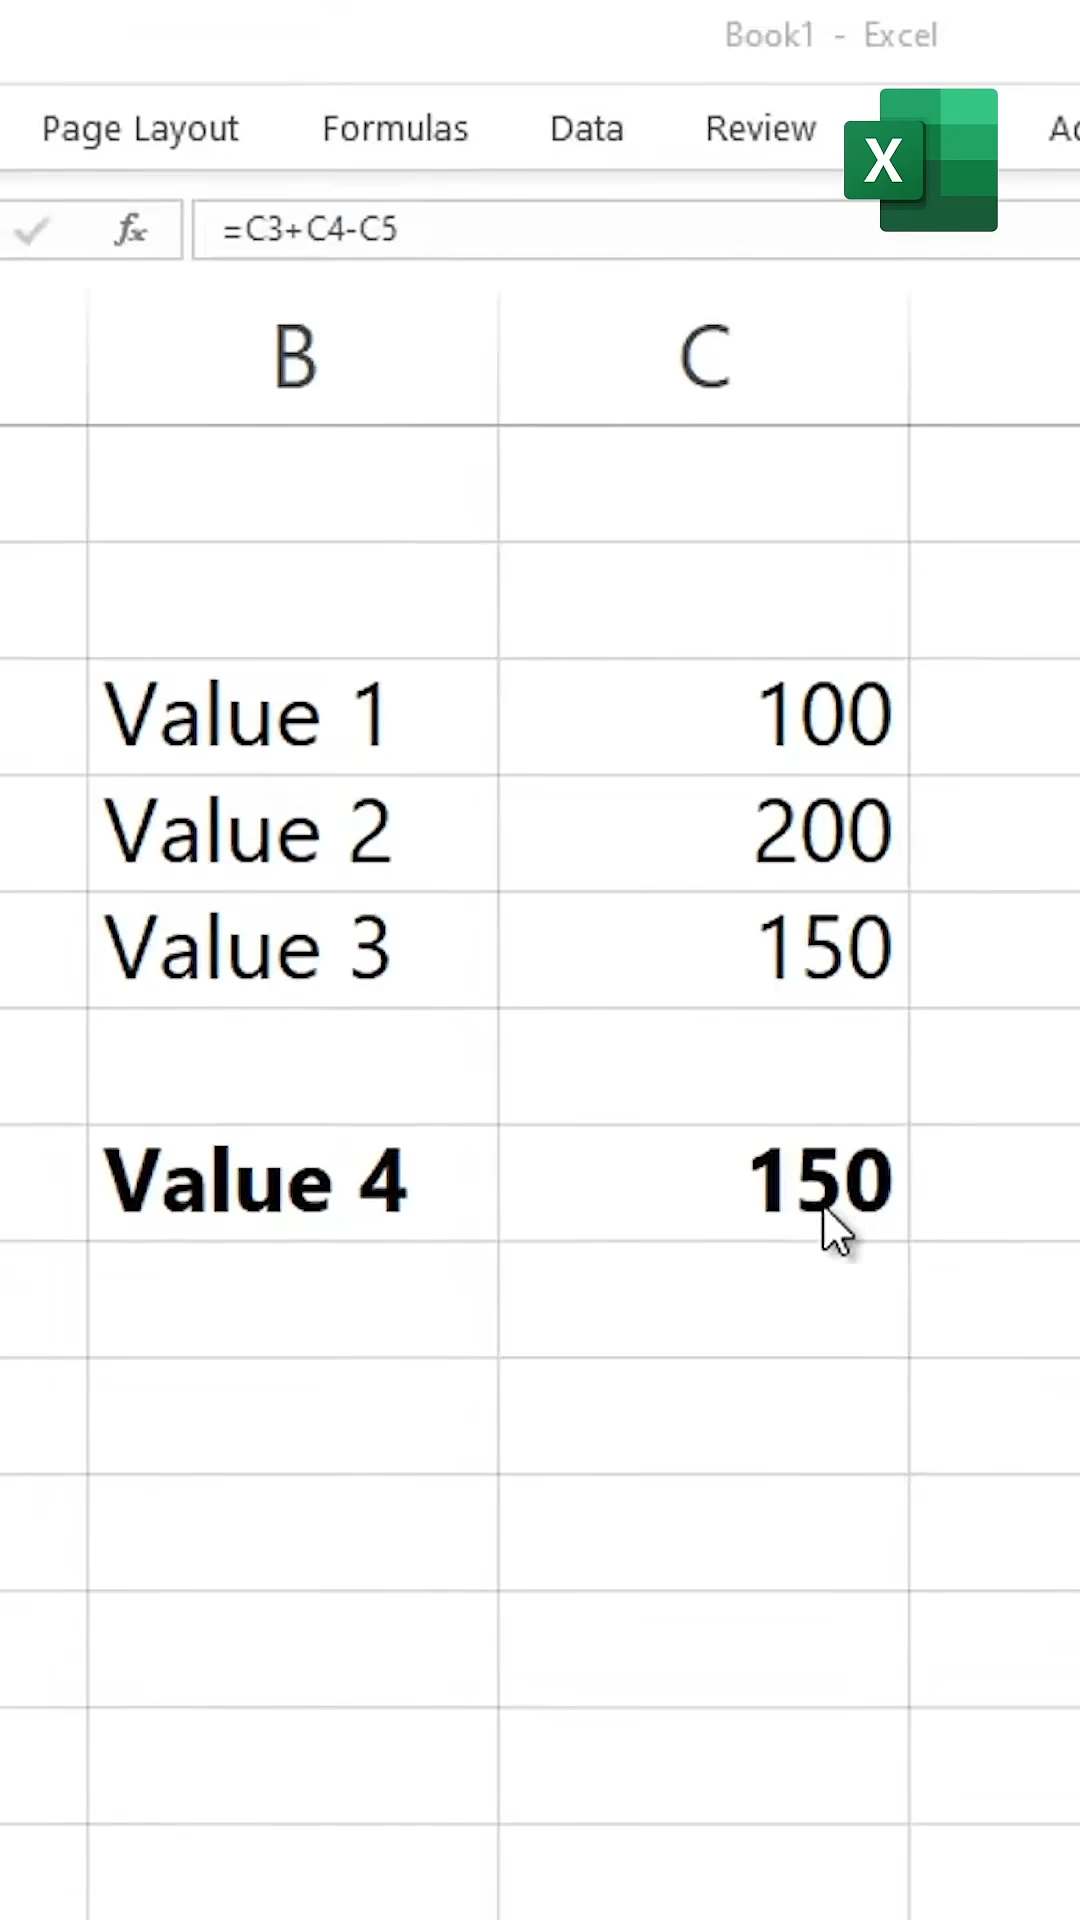 Book1 - Excel
Page Layout Formulas Data Review
X
fx =C3+C4-C5
B C
Value 1 100
Value 2 200
Value 3 150
Value 4 150